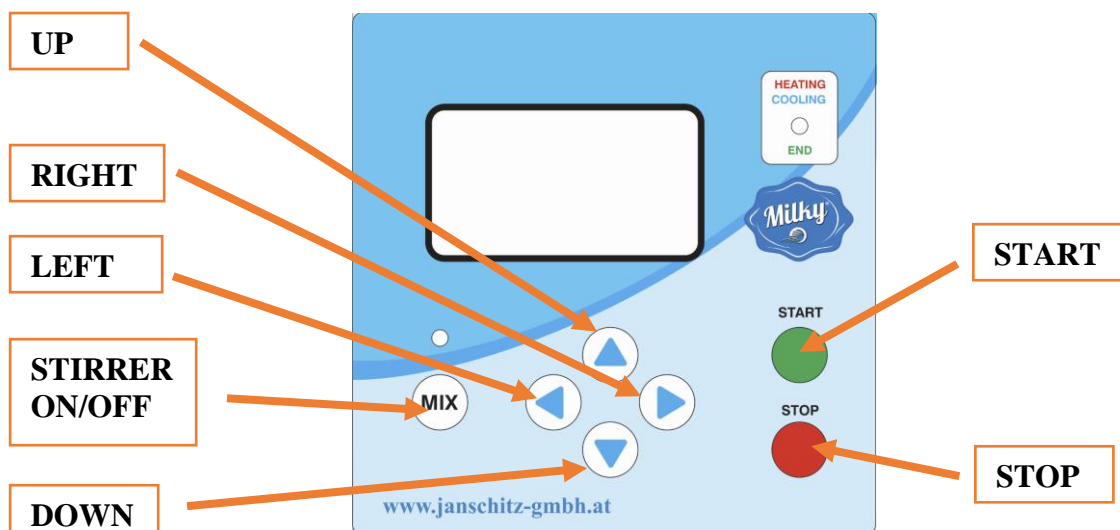 UP
RIGHT
LEFT
STIRRER
ON/OFF
DOWN
HEATING
COOLING
END
Milky®
START
STOP
MIX
www.janschitz-gmbh.at
START
STOP